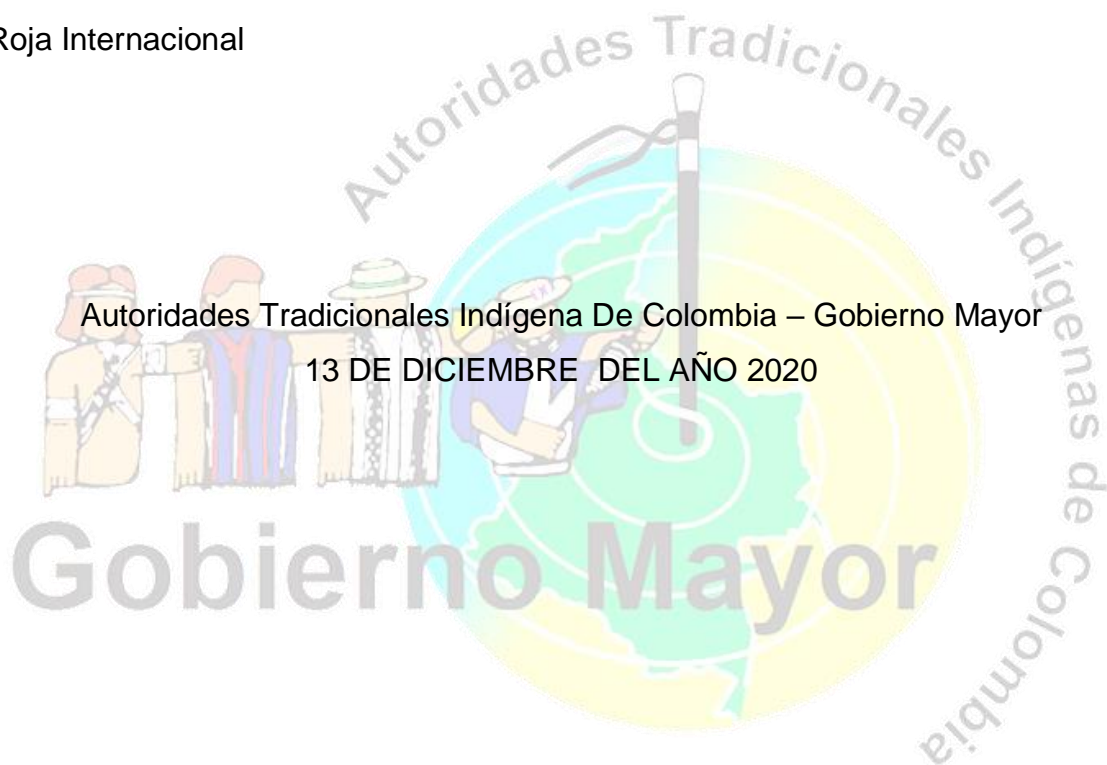 Roja Internacional
Autoridades Tradicionales Indígenas de Colombia
Autoridades Tradicionales Indígena De Colombia – Gobierno Mayor
13 DE DICIEMBRE DEL AÑO 2020
Gobierno Mayor